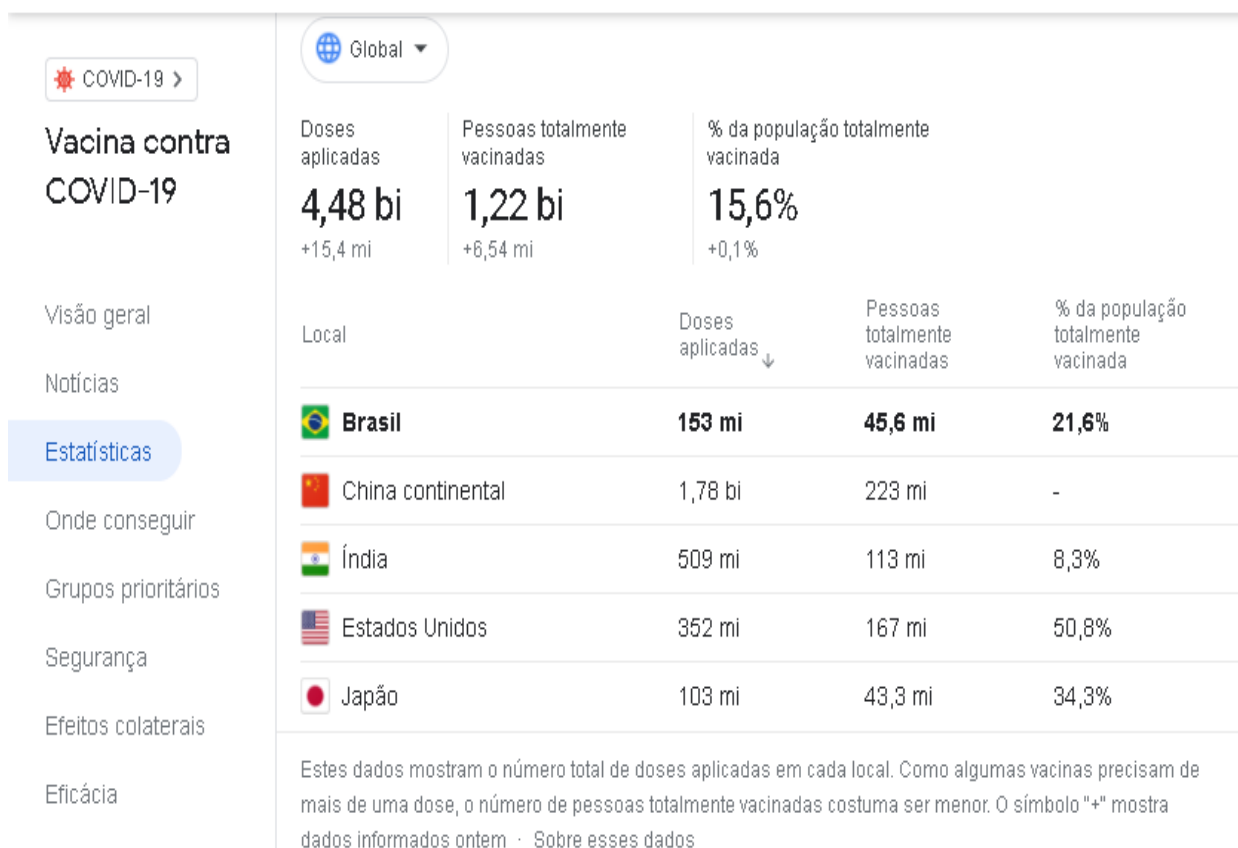 COVID-19 >
Vacina contra
COVID-19
Visão geral
Notícias
Estatísticas
Onde conseguir
Grupos prioritários
Segurança
Efeitos colaterais
Eficácia
Global
Doses
aplicadas
4,48 bi
+15,4 mi
Pessoas totalmente
vacinadas
1,22 bi
+6,54 mi
% da população totalmente
vacinada
15,6%
+0,1%
Local
Doses
aplicadas ↓
Pessoas
totalmente
vacinadas
% da população
totalmente
vacinada
Brasil 153 mi 45,6 mi 21,6%
China continental 1,78 bi 223 mi -
Índia 509 mi 113 mi 8,3%
Estados Unidos 352 mi 167 mi 50,8%
Japão 103 mi 43,3 mi 34,3%
Estes dados mostram o número total de doses aplicadas em cada local. Como algumas vacinas precisam de
mais de uma dose, o número de pessoas totalmente vacinadas costuma ser menor. O símbolo "+" mostra
dados informados ontem · Sobre esses dados